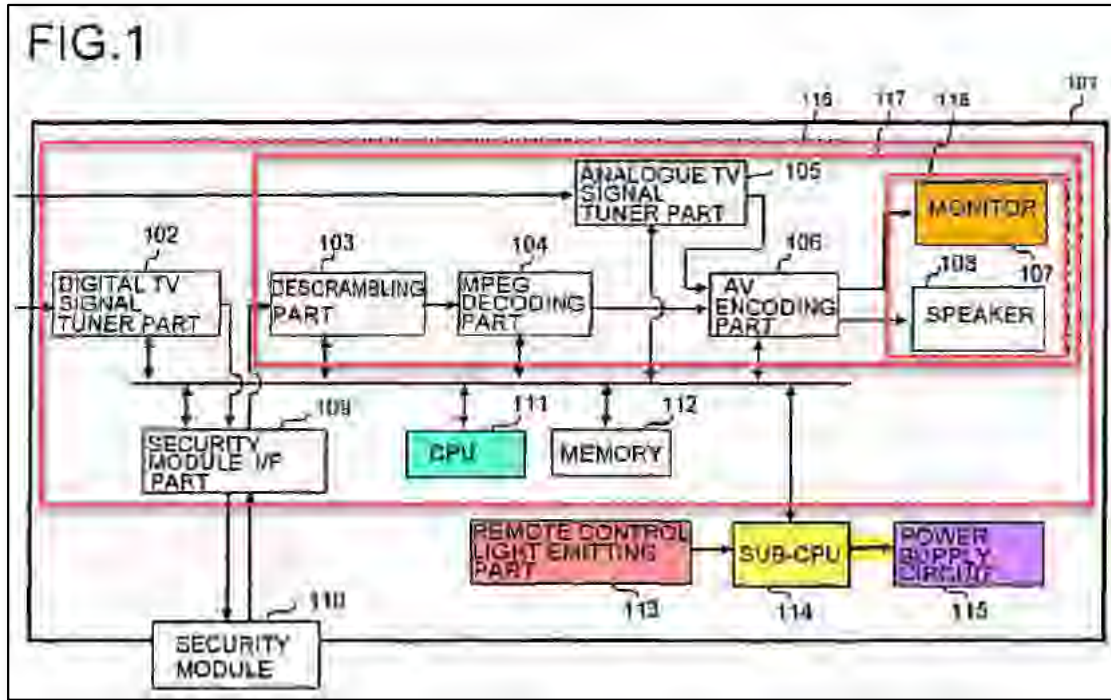 FIG.1
116
117
118
101
ANALOGUE TV
SIGNAL
TUNER PART
105
MONITOR
107
102
DIGITAL TV
SIGNAL
TUNER PART
103
DESCRAMBLING
PART
104
MPEG
DECODING
PART
106
AV
ENCODING
PART
108
SPEAKER
109
SECURITY
MODULE I/F
PART
111
CPU
112
MEMORY
REMOTE CONTROL
LIGHT EMITTING
PART
113
SUB-CPU
114
POWER
SUPPLY
CIRCUIT
115
110
SECURITY
MODULE